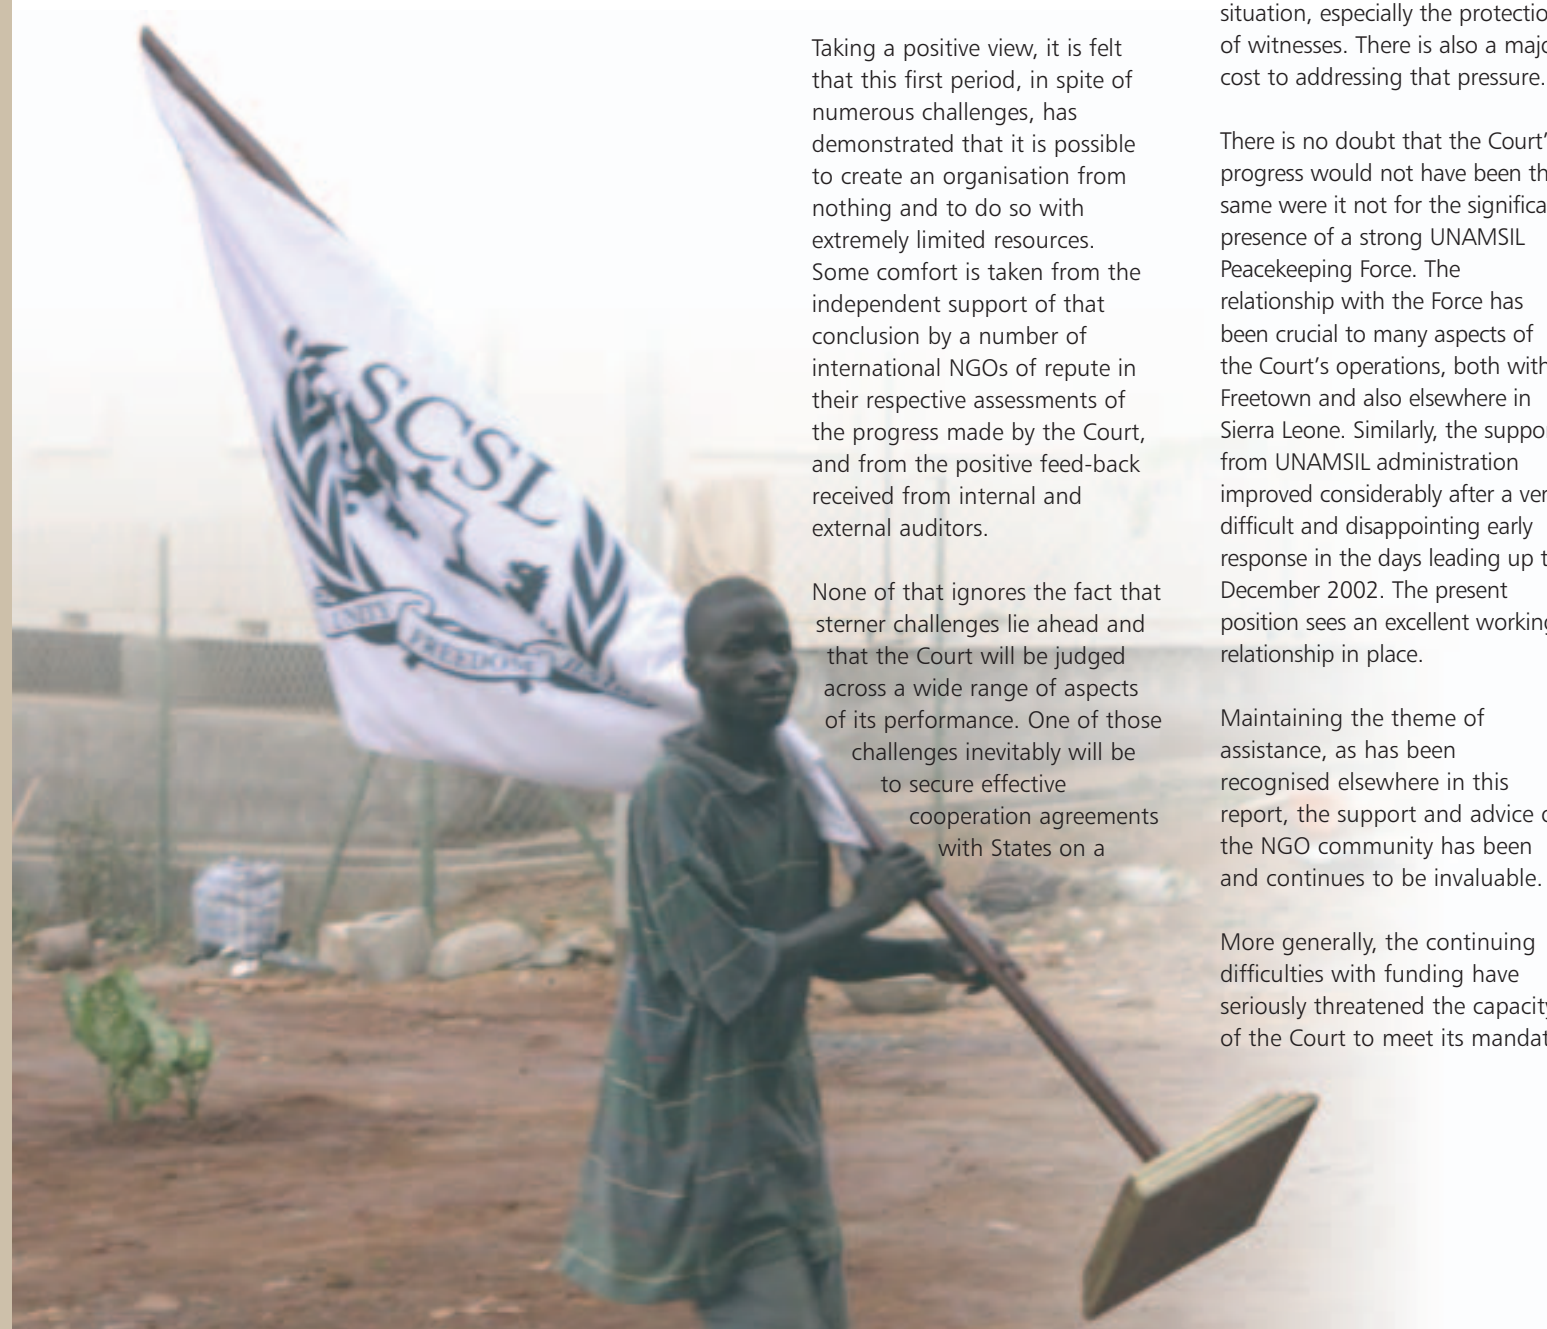 SCSL
UNITY
FREEDOM
Taking a positive view, it is felt
that this first period, in spite of
numerous challenges, has
demonstrated that it is possible
to create an organisation from
nothing and to do so with
extremely limited resources.
Some comfort is taken from the
independent support of that
conclusion by a number of
international NGOs of repute in
their respective assessments of
the progress made by the Court,
and from the positive feed-back
received from internal and
external auditors.
None of that ignores the fact that
sterner challenges lie ahead and
that the Court will be judged
across a wide range of aspects
of its performance. One of those
challenges inevitably will be
to secure effective
cooperation agreements
with States on a
situation, especially the protectio
of witnesses. There is also a majo
cost to addressing that pressure.
There is no doubt that the Court'
progress would not have been th
same were it not for the significa
presence of a strong UNAMSIL
Peacekeeping Force. The
relationship with the Force has
been crucial to many aspects of
the Court's operations, both with
Freetown and also elsewhere in
Sierra Leone. Similarly, the suppor
from UNAMSIL administration
improved considerably after a ver
difficult and disappointing early
response in the days leading up t
December 2002. The present
position sees an excellent working
relationship in place.
Maintaining the theme of
assistance, as has been
recognised elsewhere in this
report, the support and advice o
the NGO community has been
and continues to be invaluable.
More generally, the continuing
difficulties with funding have
seriously threatened the capacity
of the Court to meet its mandat